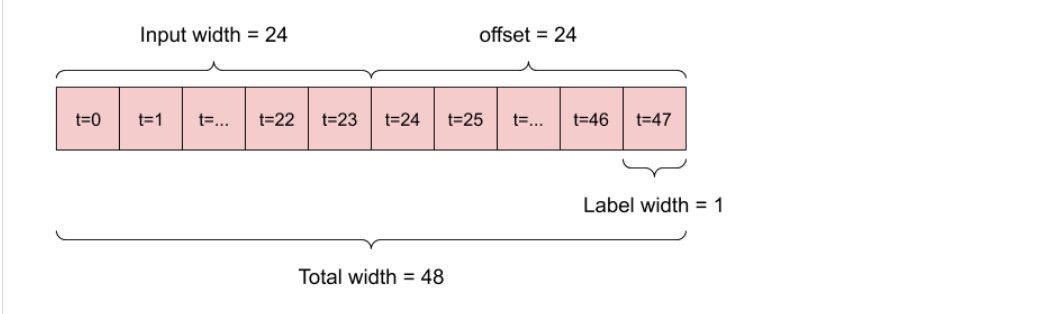 Input width = 24 offset = 24
t=0 t=1 t=... t=22 t=23 t=24 t=25 t=... t=46 t=47
Label width = 1
Total width = 48